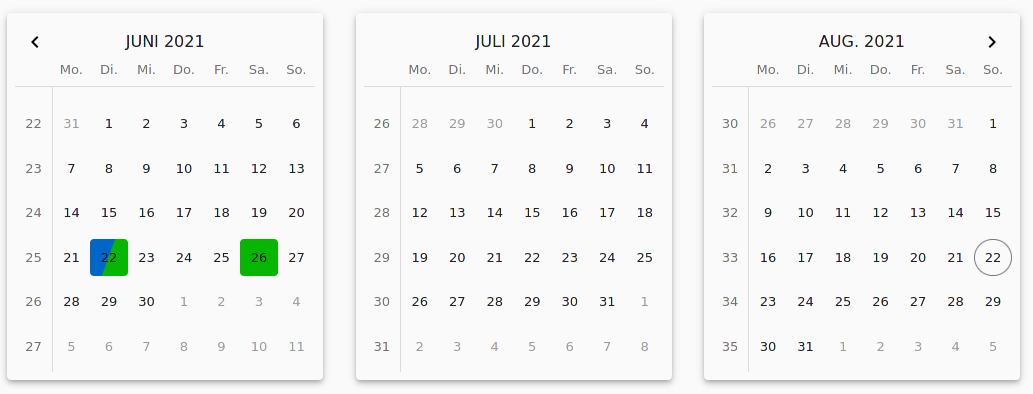 JUNI 2021
Mo. Di. Mi. Do. Fr. Sa. So.
22 31 1 2 3 4 5 6
23 7 8 9 10 11 12 13
24 14 15 16 17 18 19 20
25 21 22 23 24 25 26 27
26 28 29 30 1 2 3 4
27 5 6 7 8 9 10 11
JULI 2021
Mo. Di. Mi. Do. Fr. Sa. So.
26 28 29 30 1 2 3 4
27 5 6 7 8 9 10 11
28 12 13 14 15 16 17 18
29 19 20 21 22 23 24 25
30 26 27 28 29 30 31 1
31 2 3 4 5 6 7 8
AUG. 2021
Mo. Di. Mi. Do. Fr. Sa. So.
30 26 27 28 29 30 31 1
31 2 3 4 5 6 7 8
32 9 10 11 12 13 14 15
33 16 17 18 19 20 21 22
34 23 24 25 26 27 28 29
35 30 31 1 2 3 4 5